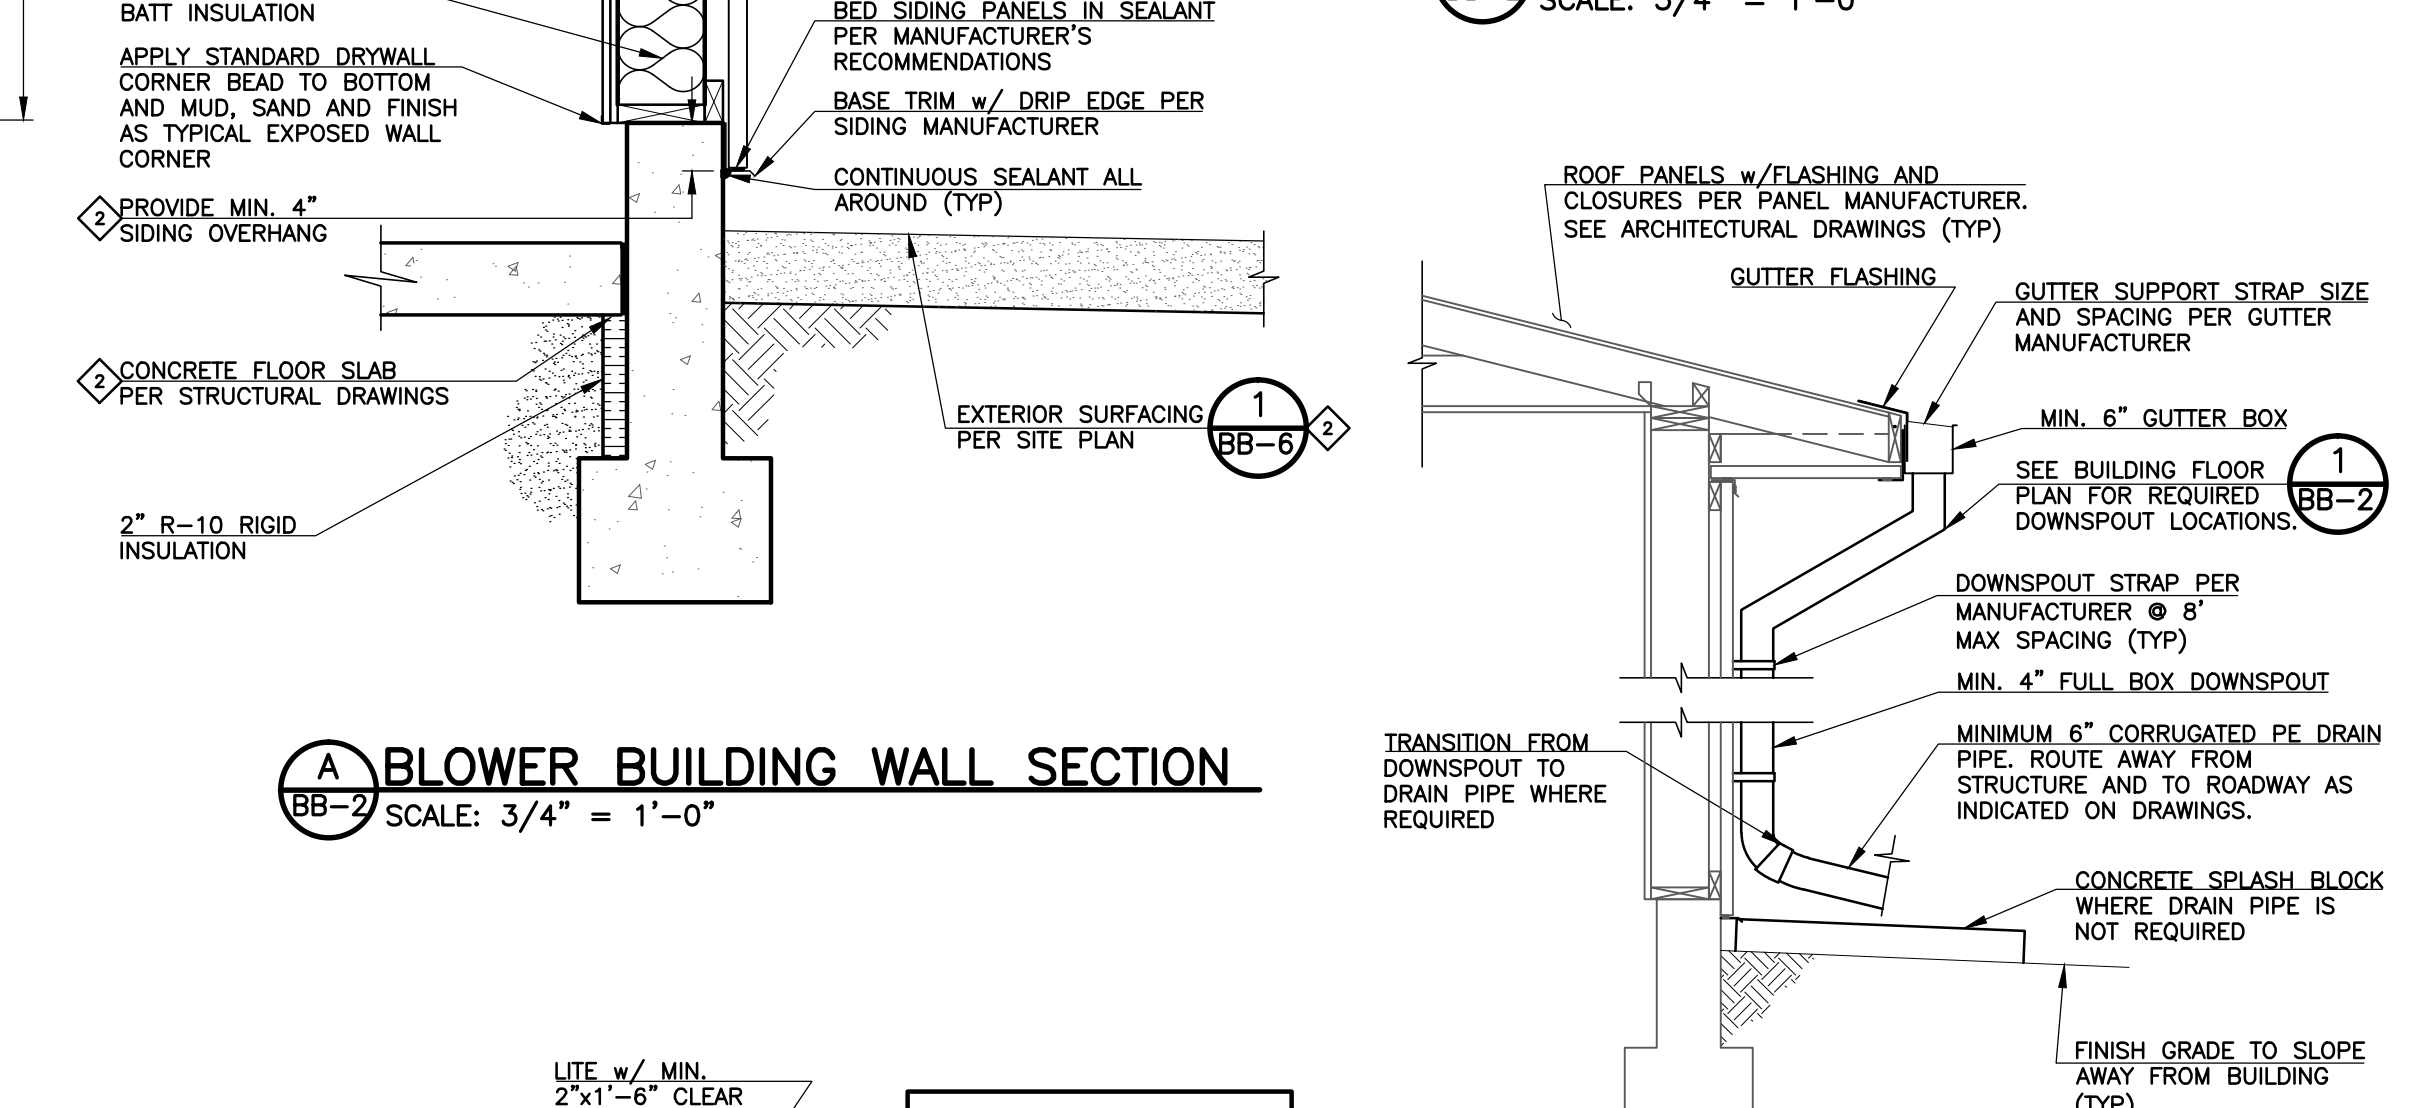 BATT INSULATION
APPLY STANDARD DRYWALL
CORNER BEAD TO BOTTOM
AND MUD, SAND AND FINISH
AS TYPICAL EXPOSED WALL
CORNER
2
PROVIDE MIN. 4"
SIDING OVERHANG
2
CONCRETE FLOOR SLAB
PER STRUCTURAL DRAWINGS
2" R-10 RIGID
INSULATION
BED SIDING PANELS IN SEALANT
PER MANUFACTURER'S
RECOMMENDATIONS
BASE TRIM w/ DRIP EDGE PER
SIDING MANUFACTURER
CONTINUOUS SEALANT ALL
AROUND (TYP)
EXTERIOR SURFACING
PER SITE PLAN
1
BB-6
2
A
BB-2
BLOWER BUILDING WALL SECTION
SCALE: 3/4" = 1'-0"
LITE w/ MIN.
2"x1'-6" CLEAR
SCALE: 3/4" = 1'-0"
ROOF PANELS w/FLASHING AND
CLOSURES PER PANEL MANUFACTURER.
SEE ARCHITECTURAL DRAWINGS (TYP)
GUTTER FLASHING
GUTTER SUPPORT STRAP SIZE
AND SPACING PER GUTTER
MANUFACTURER
MIN. 6" GUTTER BOX
SEE BUILDING FLOOR
PLAN FOR REQUIRED
DOWNSPOUT LOCATIONS.
1
BB-2
DOWNSPOUT STRAP PER
MANUFACTURER @ 8'
MAX SPACING (TYP)
MIN. 4" FULL BOX DOWNSPOUT
TRANSITION FROM
DOWNSPOUT TO
DRAIN PIPE WHERE
REQUIRED
MINIMUM 6" CORRUGATED PE DRAIN
PIPE. ROUTE AWAY FROM
STRUCTURE AND TO ROADWAY AS
INDICATED ON DRAWINGS.
CONCRETE SPLASH BLOCK
WHERE DRAIN PIPE IS
NOT REQUIRED
FINISH GRADE TO SLOPE
AWAY FROM BUILDING
(TYP)